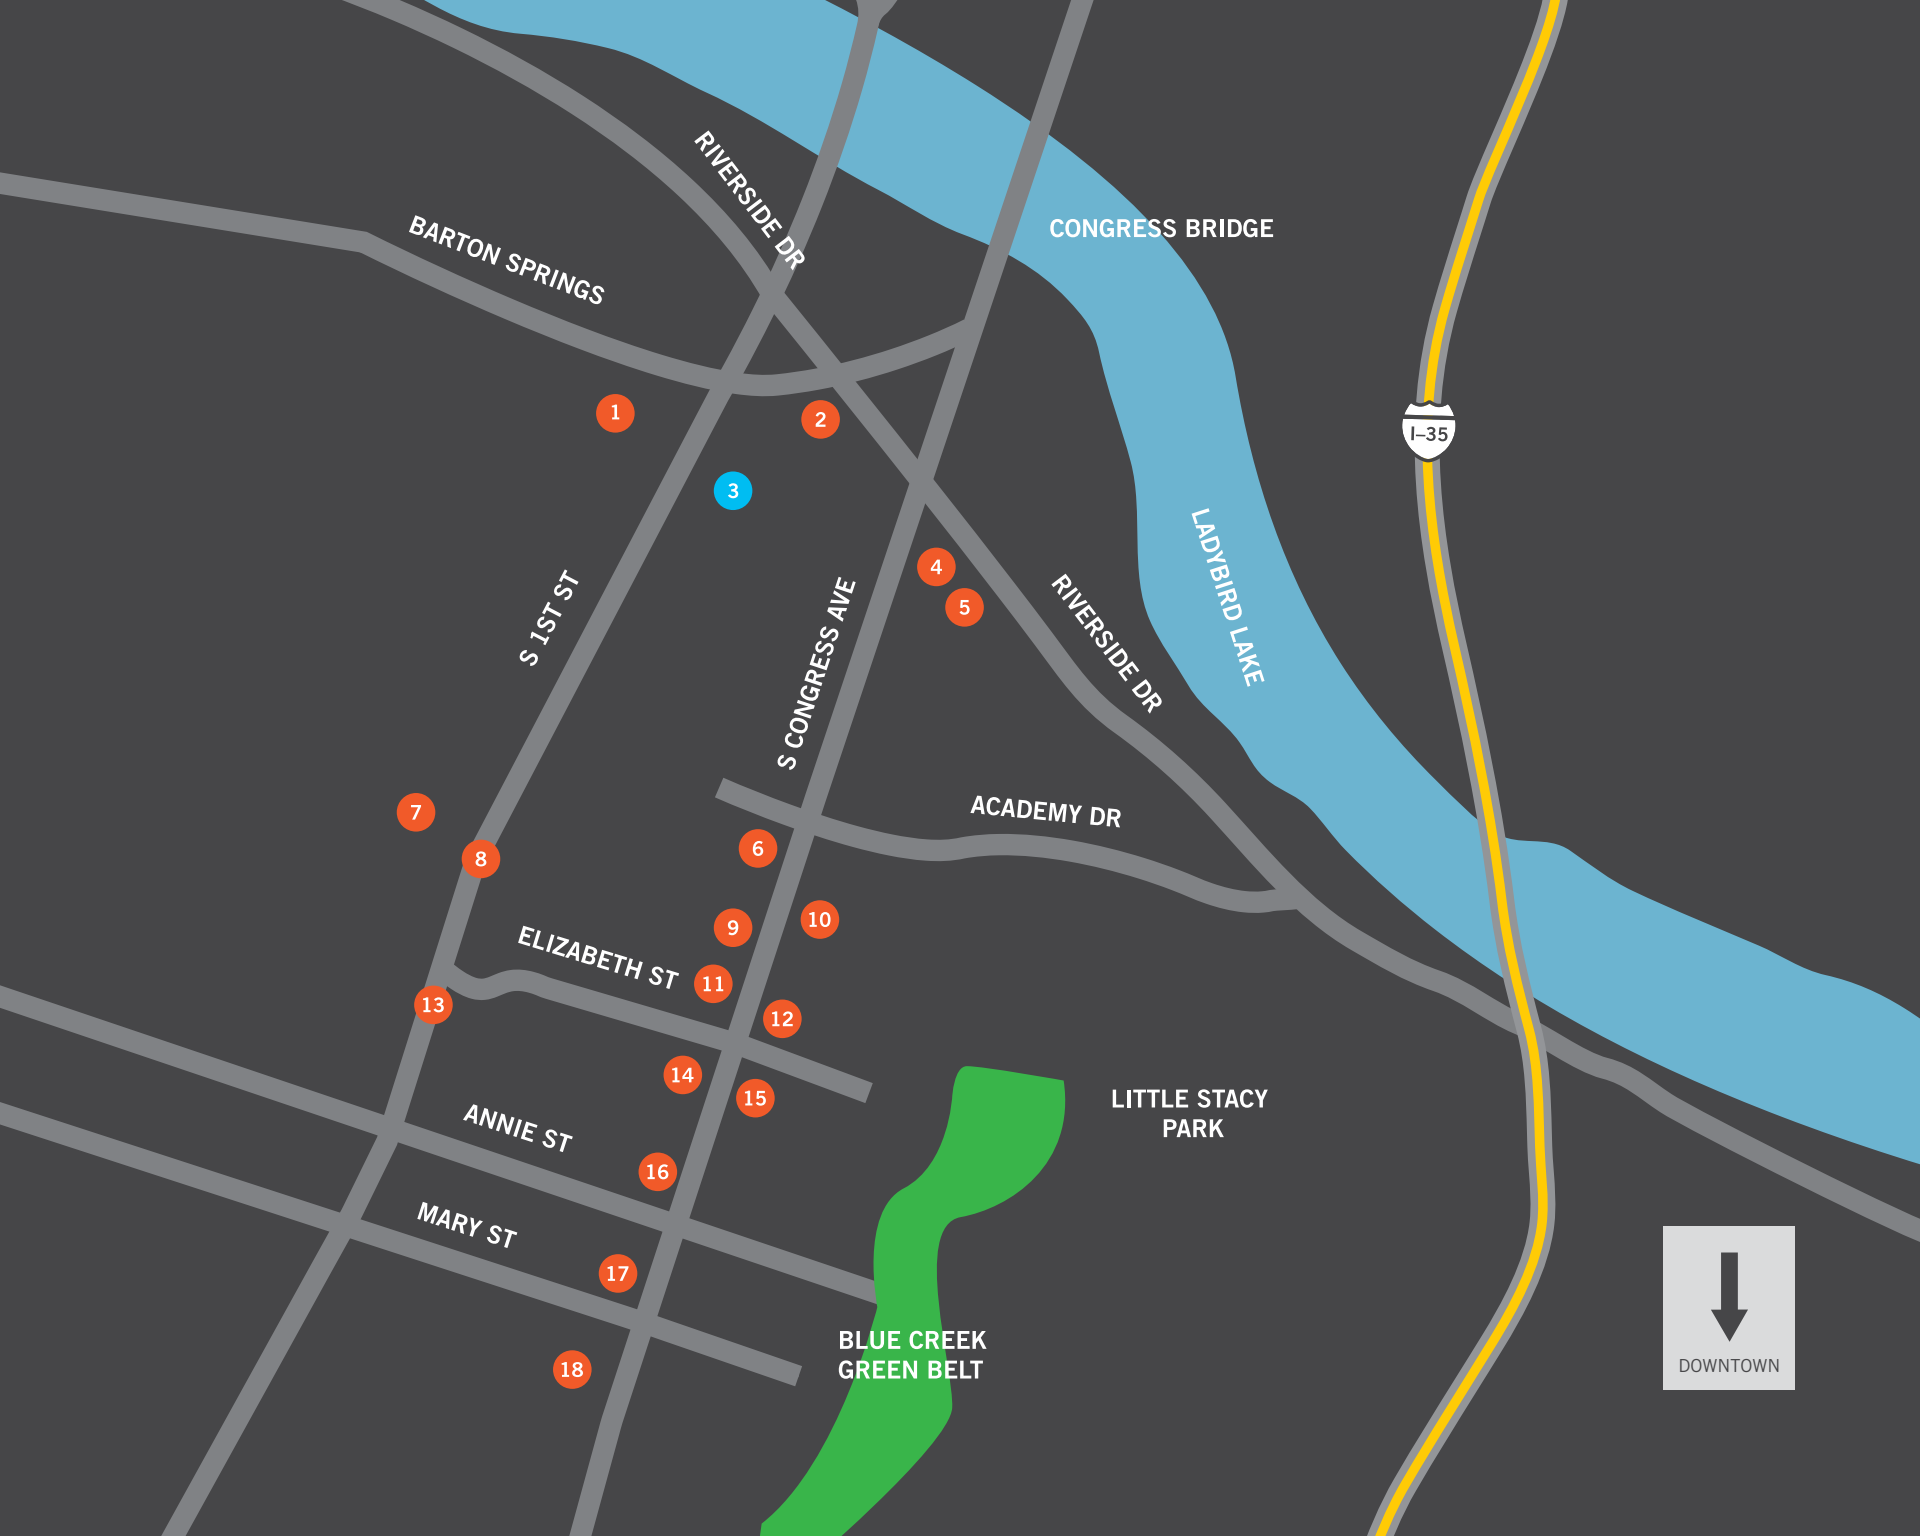 RIVERSIDE DR
BARTON SPRINGS
CONGRESS BRIDGE
1
2
I–35
3
LADYBIRD LAKE
4
5
S 1ST ST
S CONGRESS AVE
RIVERSIDE DR
7
ACADEMY DR
8
6
9
10
ELIZABETH ST
11
13
12
14
15
LITTLE STACY
PARK
ANNIE ST
16
MARY ST
17
BLUE CREEK
GREEN BELT
18
DOWNTOWN